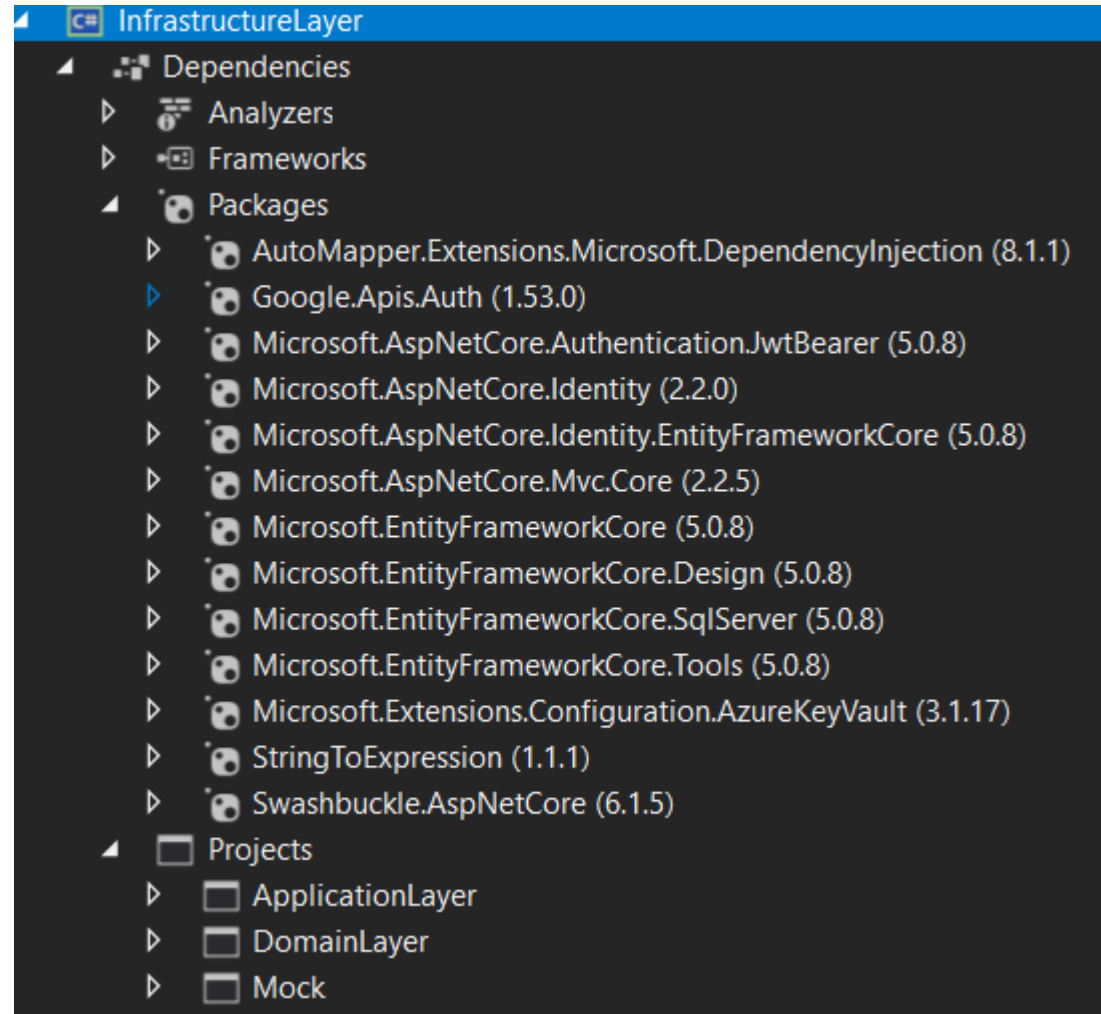 C# InfrastructureLayer
Dependencies
Analyzers
Frameworks
Packages
AutoMapper.Extensions.Microsoft.DependencyInjection (8.1.1)
Google.Apis.Auth (1.53.0)
Microsoft.AspNetCore.Authentication.JwtBearer (5.0.8)
Microsoft.AspNetCore.Identity (2.2.0)
Microsoft.AspNetCore.Identity.EntityFrameworkCore (5.0.8)
Microsoft.AspNetCore.Mvc.Core (2.2.5)
Microsoft.EntityFrameworkCore (5.0.8)
Microsoft.EntityFrameworkCore.Design (5.0.8)
Microsoft.EntityFrameworkCore.SqlServer (5.0.8)
Microsoft.EntityFrameworkCore.Tools (5.0.8)
Microsoft.Extensions.Configuration.AzureKeyVault (3.1.17)
StringToExpression (1.1.1)
Swashbuckle.AspNetCore (6.1.5)
Projects
ApplicationLayer
DomainLayer
Mock